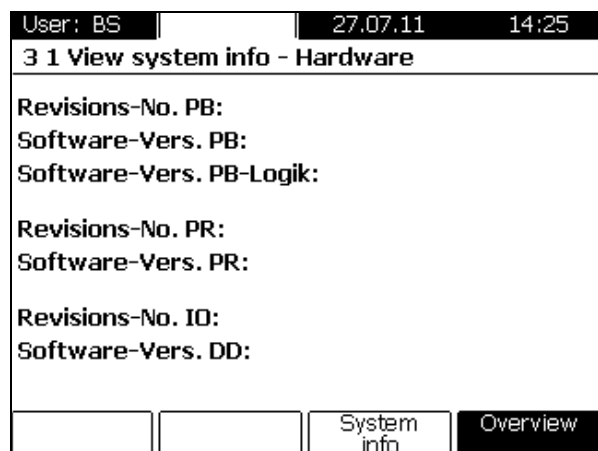 User: BS 27.07.11 14:25
3 1 View system info - Hardware
Revisions-No. PB:
Software-Vers. PB:
Software-Vers. PB-Logik:
Revisions-No. PR:
Software-Vers. PR:
Revisions-No. IO:
Software-Vers. DD:
System Overview
info